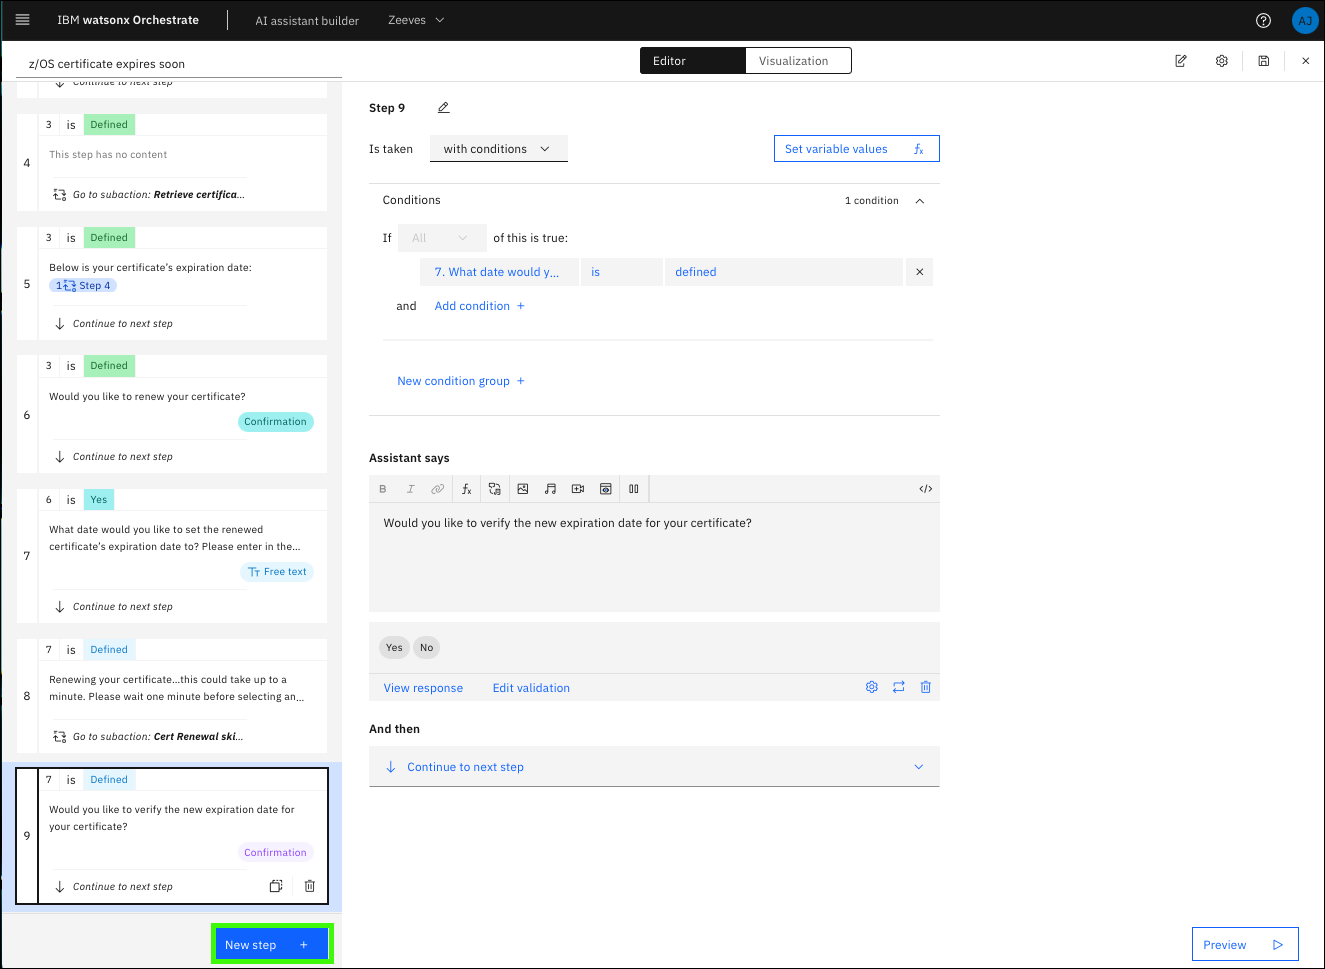 IBM watsonx Orchestrate
AI assistant builder
Zeeves
AJ
z/OS certificate expires soon
Editor
Visualization
Continue to next step
4
3 is Defined
This step has no content
Go to subaction: Retrieve certifica...
5
3 is Defined
Below is your certificate's expiration date:
1 Step 4
Continue to next step
6
3 is Defined
Would you like to renew your certificate?
Confirmation
Continue to next step
7
6 is Yes
What date would you like to set the renewed
certificate's expiration date to? Please enter in the...
Free text
Continue to next step
8
7 is Defined
Renewing your certificate...this could take up to a
minute. Please wait one minute before selecting an...
Go to subaction: Cert Renewal ski...
9
7 is Defined
Would you like to verify the new expiration date for
your certificate?
Confirmation
Continue to next step
New step +
Step 9
Is taken
with conditions
Set variable values fx
Conditions
1 condition
If All of this is true:
7. What date would y... is defined
and Add condition +
New condition group +
Assistant says
B I fx </>
Would you like to verify the new expiration date for your certificate?
Yes No
View response Edit validation
And then
Continue to next step
Preview